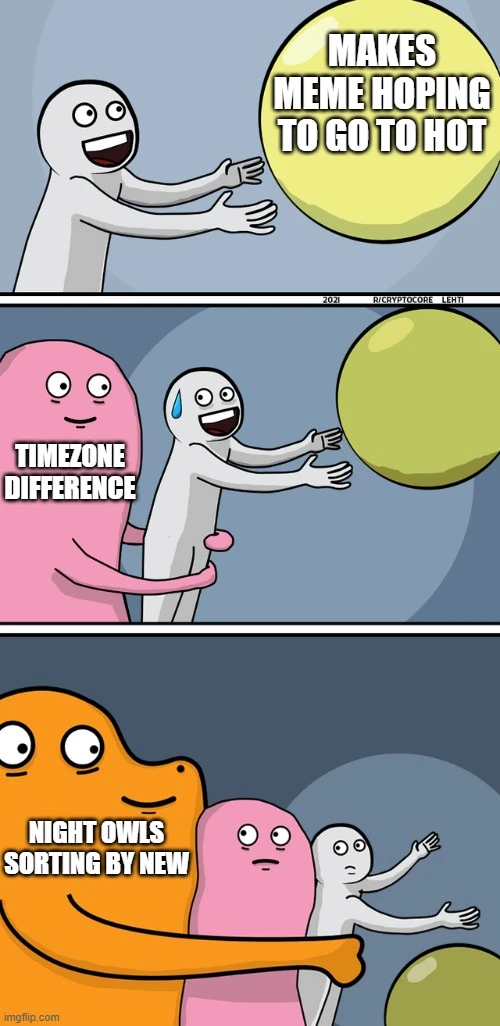 MAKES
MEME HOPING
TO GO TO HOT
2021 R/CRYPTOCORE LEHTI
TIMEZONE
DIFFERENCE
NIGHT OWLS
SORTING BY NEW
imgflip.com